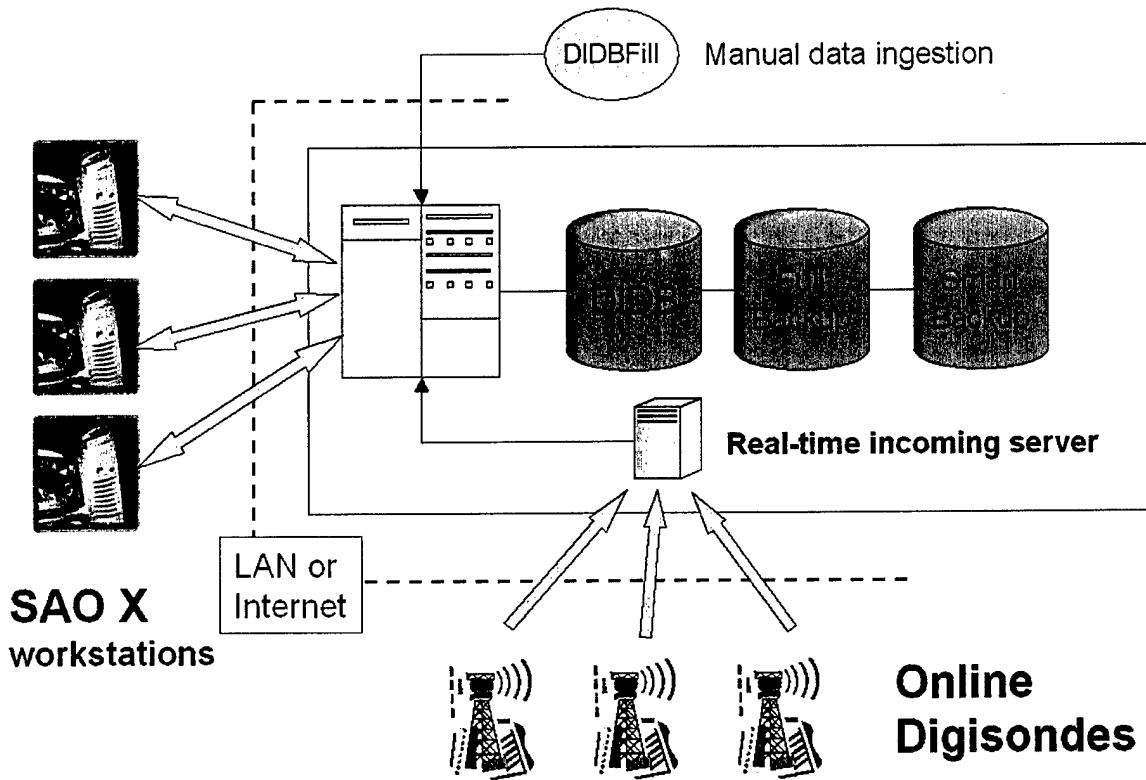 DIDBFill
Manual data ingestion
DIDB
Full
Backup
Backup
Real-time incoming server
LAN or
Internet
SAO X
workstations
Online
Digisondes